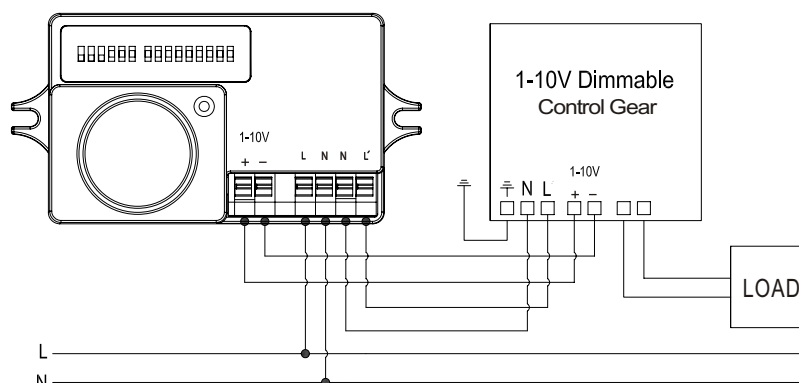 1-10V
+ – L N N L'
1-10V Dimmable
Control Gear
1-10V
N L + –
LOAD
L
N